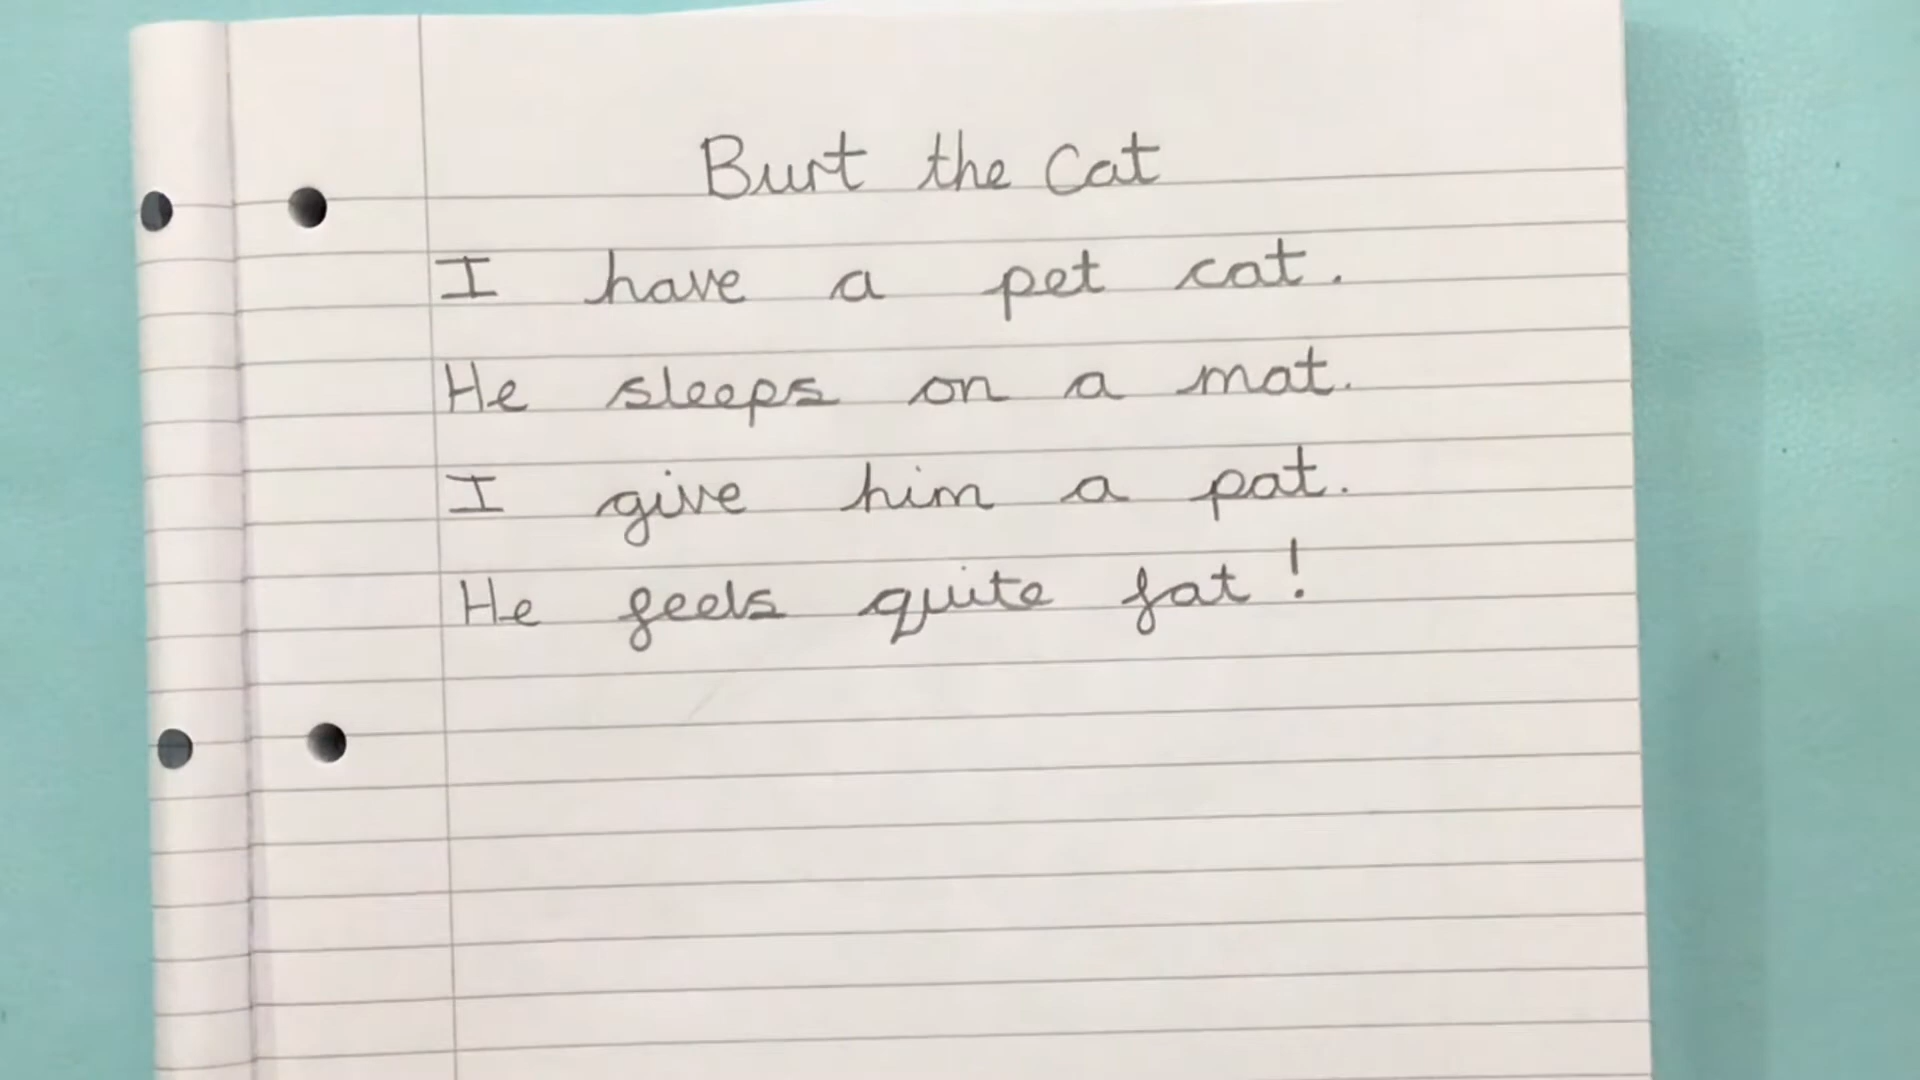 Burt the Cat
I have a pet cat.
He sleeps on a mat.
I give him a pat.
He feels quite fat!